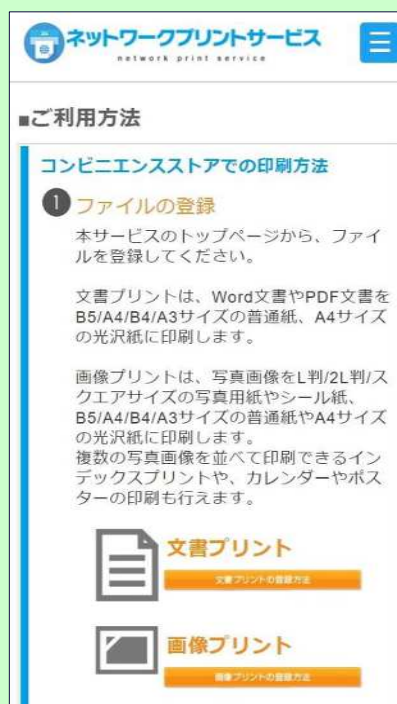 ネットワークプリントサービス
network print service
■ご利用方法
コンビニエンスストアでの印刷方法
1 ファイルの登録
本サービスのトップページから、ファイ
ルを登録してください。
文書プリントは、Word文書やPDF文書を
B5/A4/B4/A3サイズの普通紙、A4サイズ
の光沢紙に印刷します。
画像プリントは、写真画像をL判/2L判/ス
クエアサイズの写真用紙やシール紙、
B5/A4/B4/A3サイズの普通紙やA4サイズ
の光沢紙に印刷します。
複数の写真画像を並べて印刷できるイン
デックスプリントや、カレンダーやポス
ターの印刷も行えます。
文書プリント
文書プリントの登録方法
画像プリント
画像プリントの登録方法